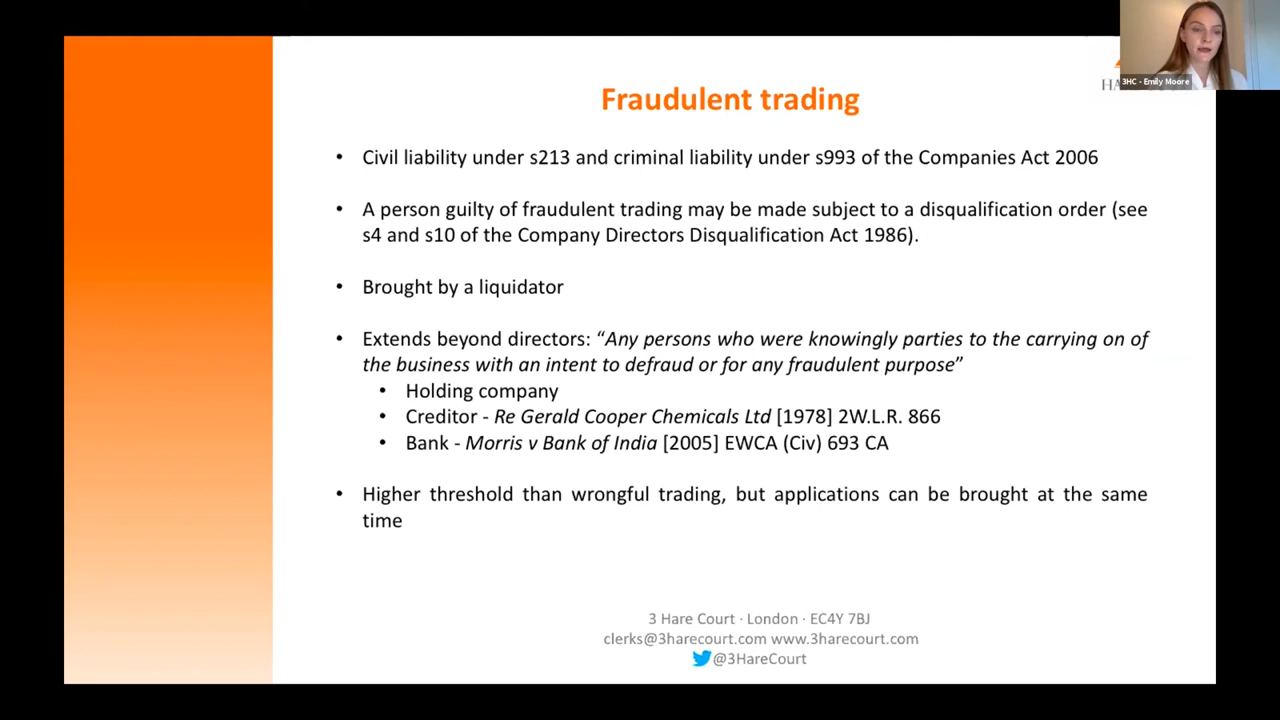 3HC - Emily Moore
Fraudulent trading
• Civil liability under s213 and criminal liability under s993 of the Companies Act 2006
• A person guilty of fraudulent trading may be made subject to a disqualification order (see
s4 and s10 of the Company Directors Disqualification Act 1986).
• Brought by a liquidator
• Extends beyond directors: “Any persons who were knowingly parties to the carrying on of
the business with an intent to defraud or for any fraudulent purpose”
• Holding company
• Creditor - Re Gerald Cooper Chemicals Ltd [1978] 2W.L.R. 866
• Bank - Morris v Bank of India [2005] EWCA (Civ) 693 CA
• Higher threshold than wrongful trading, but applications can be brought at the same
time
3 Hare Court · London · EC4Y 7BJ
clerks@3harecourt.com www.3harecourt.com
@3HareCourt